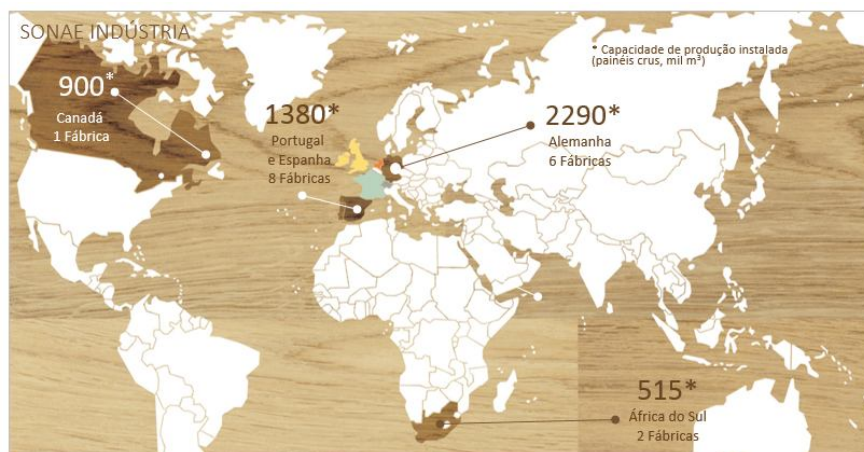 SONAE INDÚSTRIA
* Capacidade de produção instalada
(painéis crus, mil m³)
900*
Canadá
1 Fábrica
1380*
Portugal
e Espanha
8 Fábricas
2290*
Alemanha
6 Fábricas
515*
África do Sul
2 Fábricas